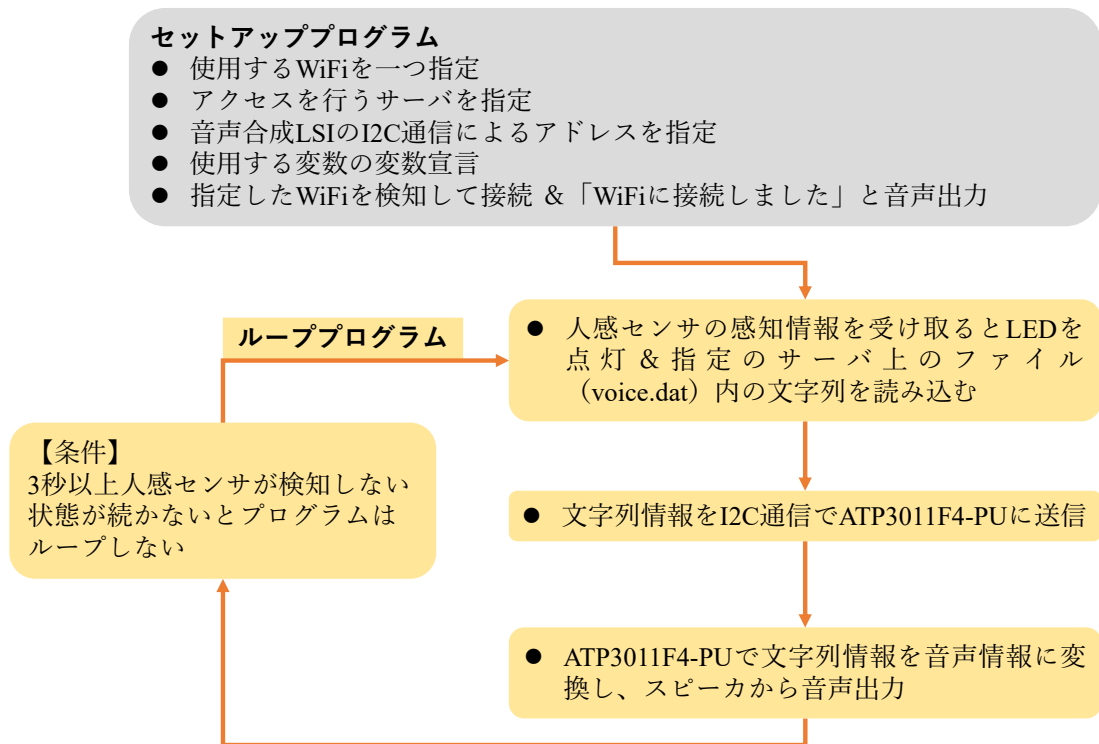 セットアッププログラム
● 使用するWiFiを一つ指定
● アクセスを行うサーバを指定
● 音声合成LSIのI2C通信によるアドレスを指定
● 使用する変数の変数宣言
● 指定したWiFiを検知して接続 &「WiFiに接続しました」と音声出力
ループプログラム
● 人感センサの感知情報を受け取るとLEDを
点灯&指定のサーバ上のファイル
（voice.dat）内の文字列を読み込む
【条件】
3秒以上人感センサが検知しない
状態が続かないとプログラムは
ループしない
● 文字列情報をI2C通信でATP3011F4-PUに送信
● ATP3011F4-PUで文字列情報を音声情報に変
換し、スピーカから音声出力